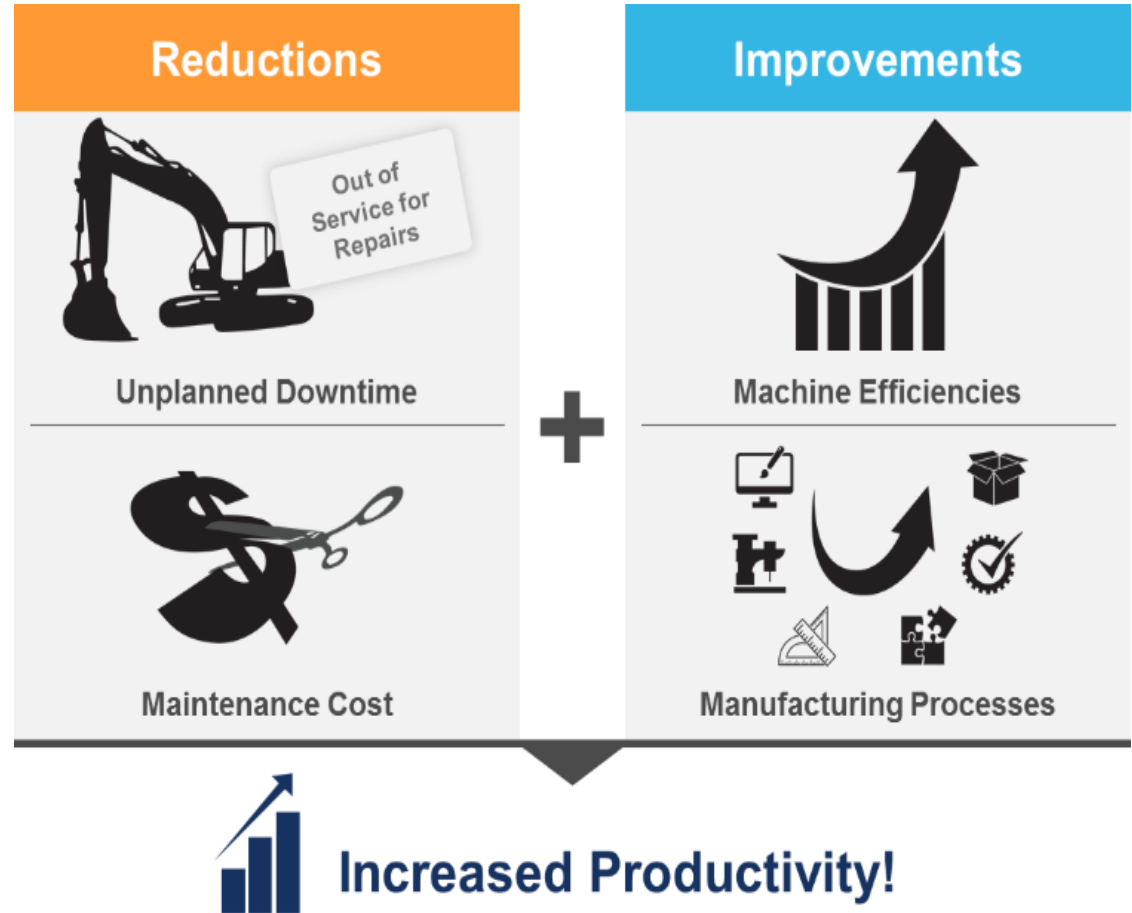 Reductions
Out of
Service for
Repairs
Unplanned Downtime
Maintenance Cost
+
Improvements
Machine Efficiencies
Manufacturing Processes
Increased Productivity!